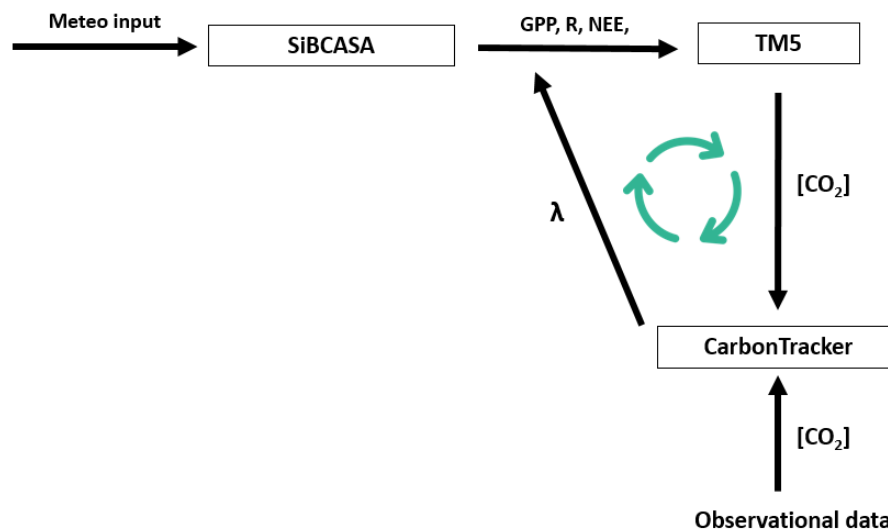 Meteo input
SiBCASA
GPP, R, NEE,
TM5
[CO₂]
λ
CarbonTracker
[CO₂]
Observational data